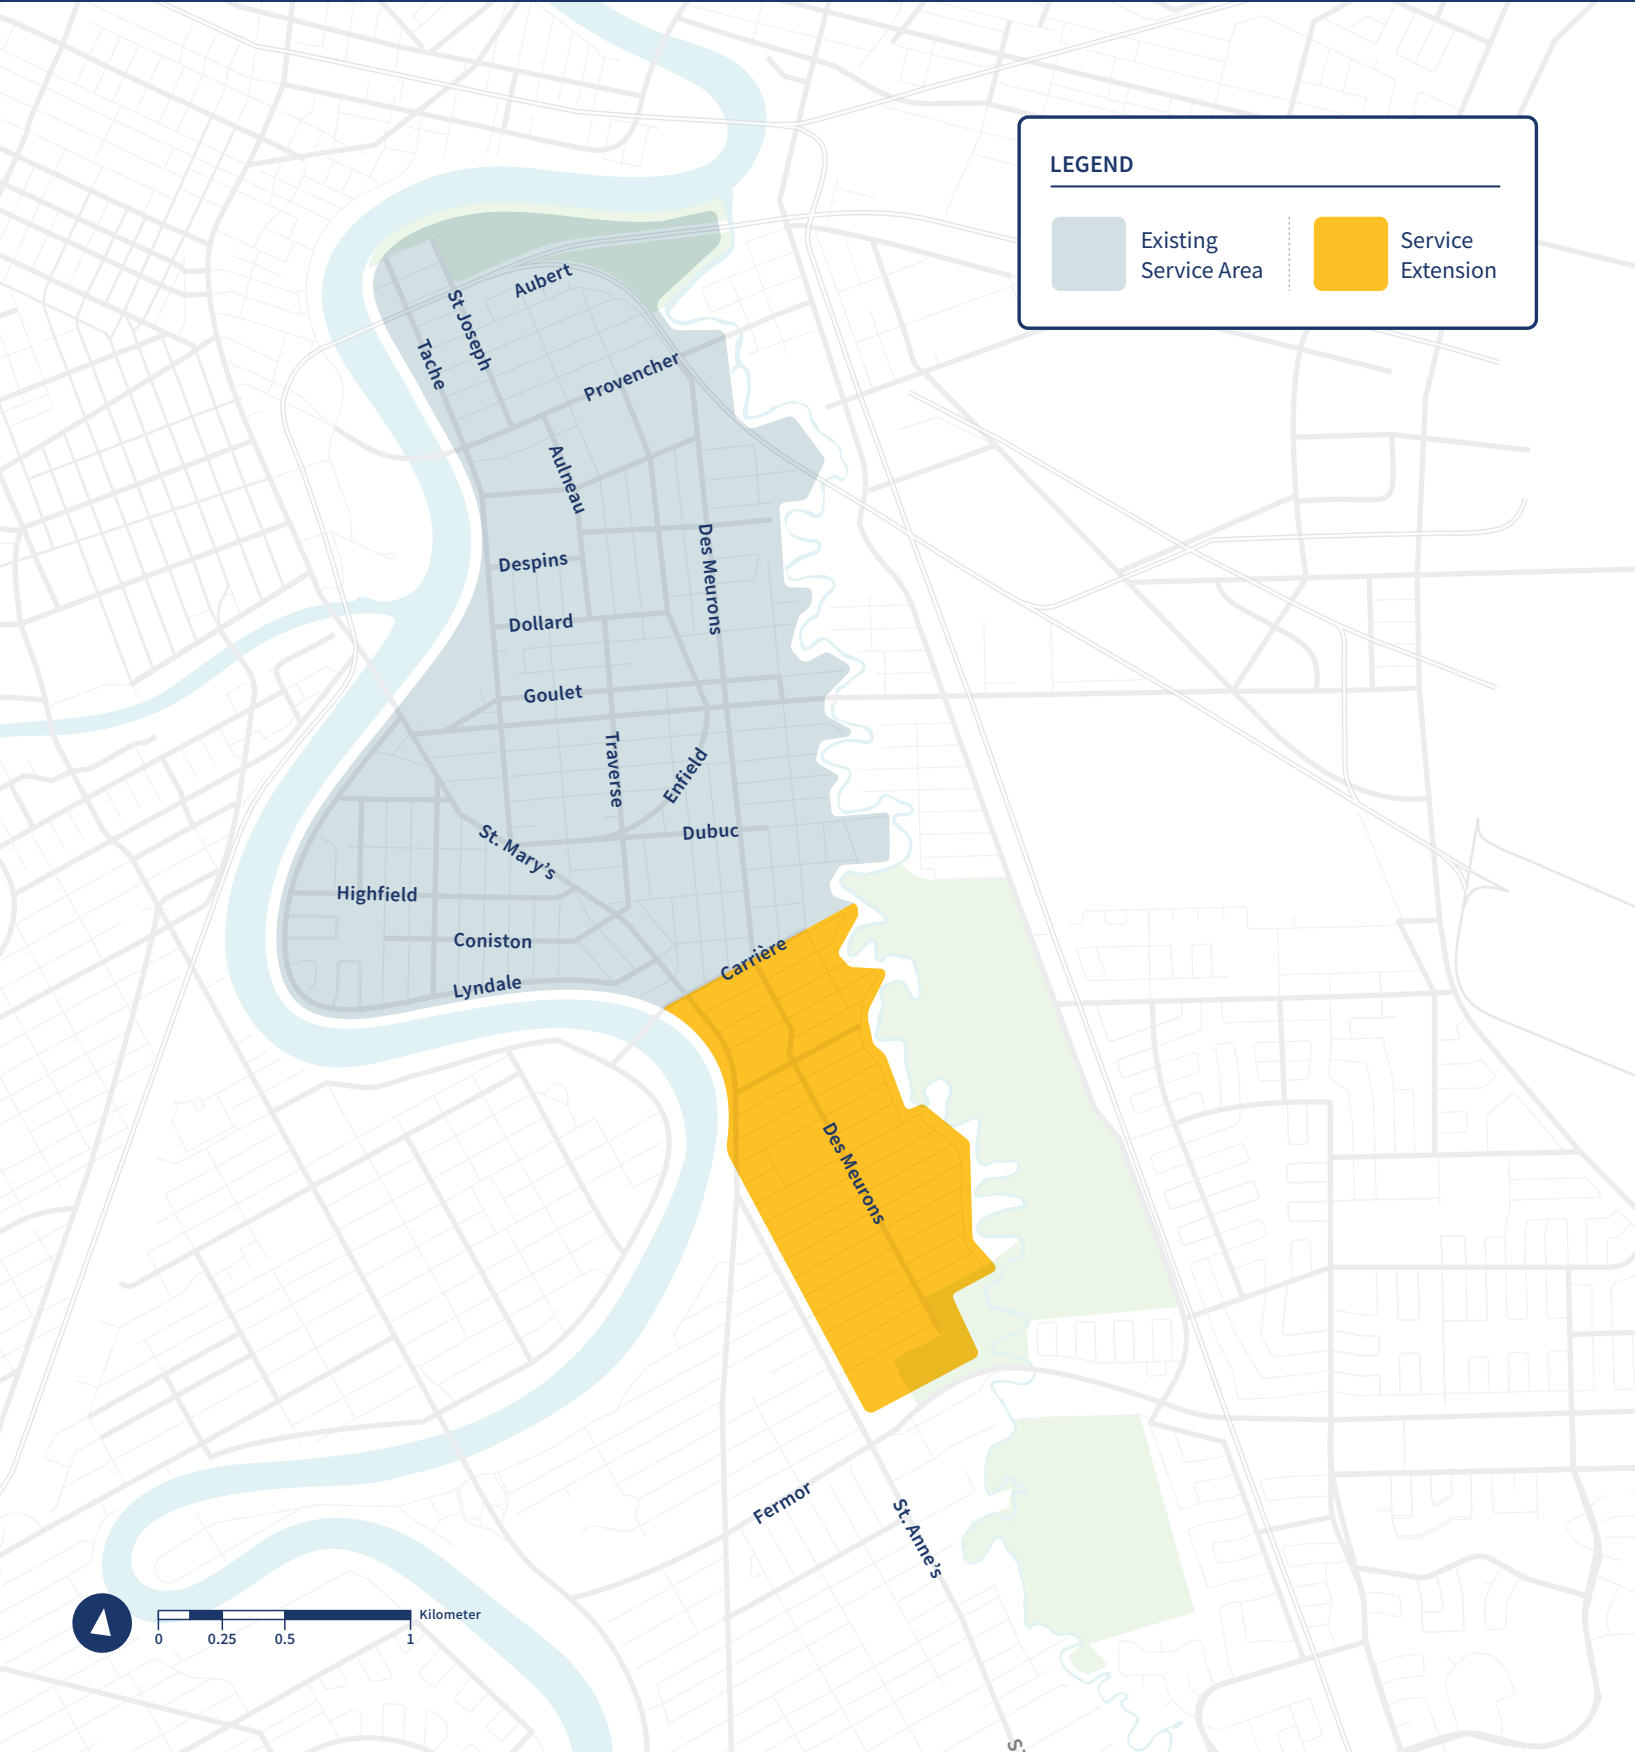 LEGEND
Existing
Service Area
Service
Extension
Aubert
St Joseph
Tache
Provencher
Aulneau
Des Meurons
Despins
Dollard
Goulet
Traverse
Enfield
Dubuc
St. Mary's
Highfield
Coniston
Lyndale
Carrière
Des Meurons
Fermor
St. Anne's
Kilometer
0 0.25 0.5 1